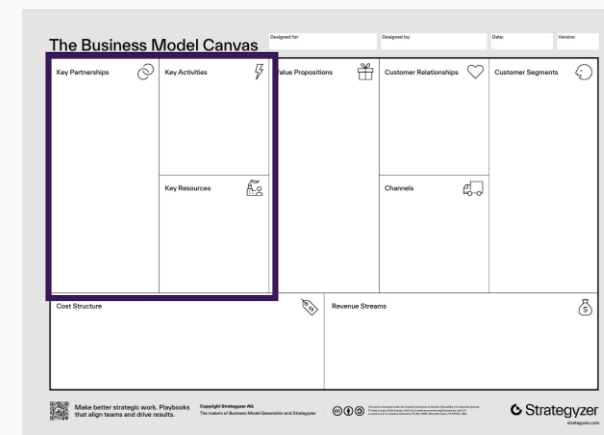 The Business Model Canvas
Designed for:
Designed by:
Date:
Version:
Key Partnerships
Key Activities
Value Propositions
Customer Relationships
Customer Segments
Key Resources
Channels
Cost Structure
Revenue Streams
Make better strategic work. Playbooks
that align teams and drive results.
Copyright Strategyzer AG
The makers of Business Model Generation and Strategyzer
Strategyzer
strategyzer.com